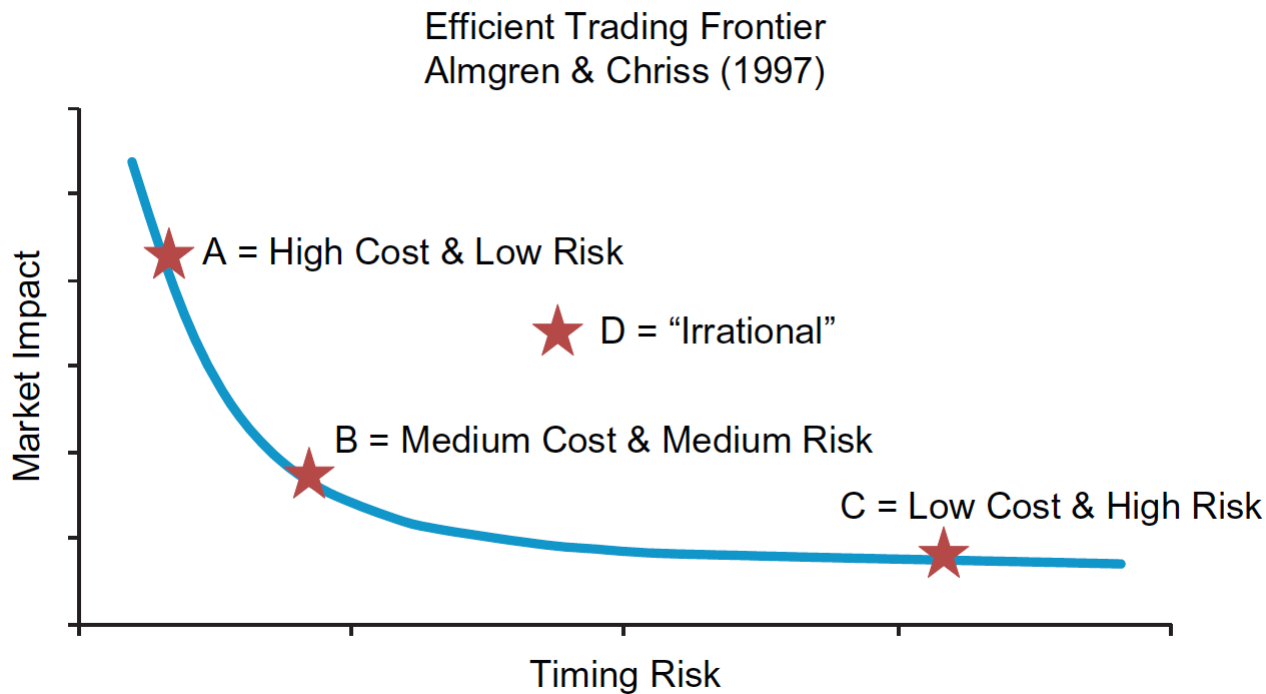 Efficient Trading Frontier
Almgren & Chriss (1997)
A = High Cost & Low Risk
D = “Irrational”
B = Medium Cost & Medium Risk
C = Low Cost & High Risk
Market Impact
Timing Risk